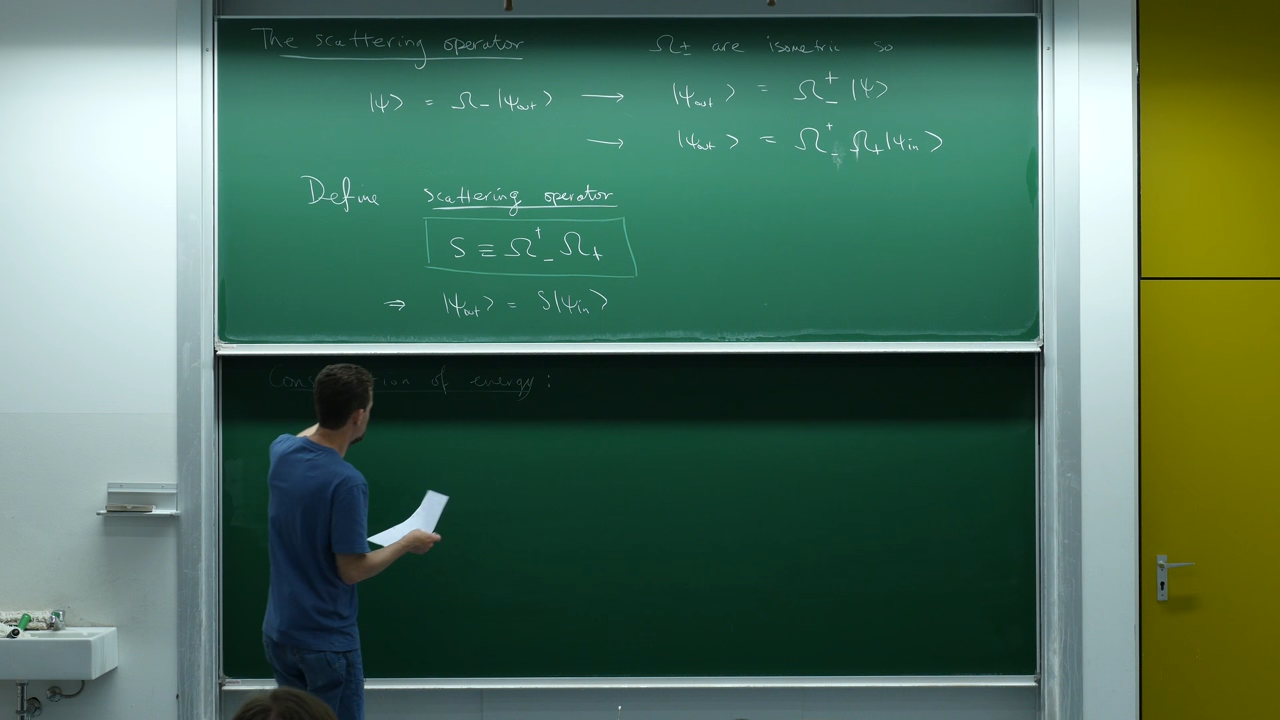 The scattering operator
Ω± are isometric so
|ψ> = Ω₋|ψout> → |ψout> = Ω₋† |ψ>
→ |ψout> = Ω₋† Ω₊|ψin>
Define scattering operator
S ≡ Ω₋† Ω₊
⇒ |ψout> = S|ψin>
of energy: